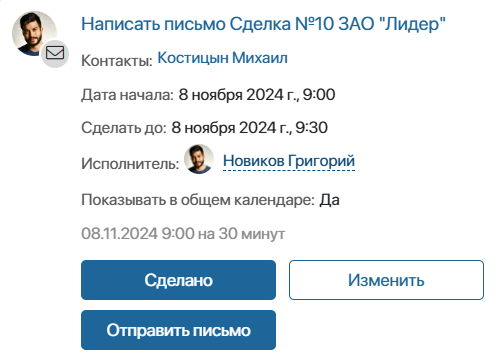 Написать письмо Сделка №10 ЗАО "Лидер"
Контакты: Костицын Михаил
Дата начала: 8 ноября 2024 г., 9:00
Сделать до: 8 ноября 2024 г., 9:30
Исполнитель: Новиков Григорий
Показывать в общем календаре: Да
08.11.2024 9:00 на 30 минут
Сделано Изменить
Отправить письмо